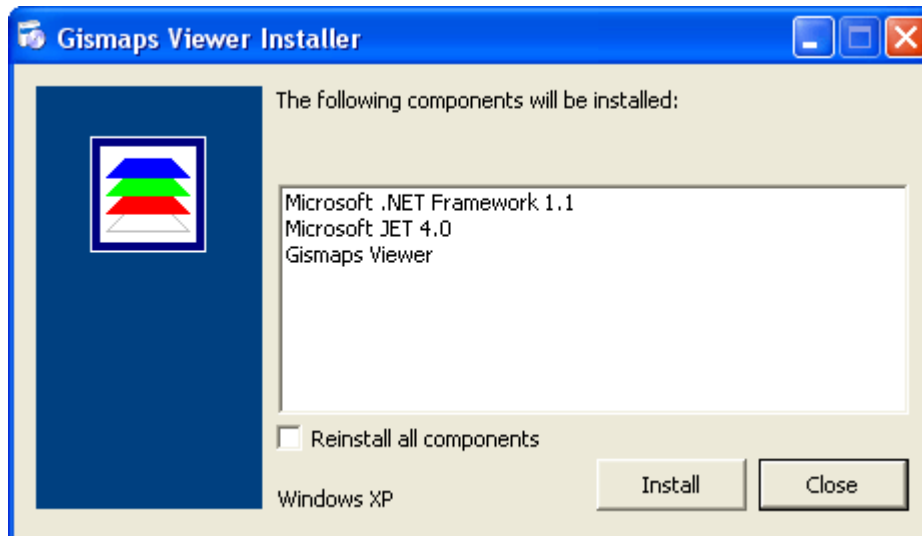 Gismaps Viewer Installer
The following components will be installed:
Microsoft .NET Framework 1.1
Microsoft JET 4.0
Gismaps Viewer
Reinstall all components
Windows XP
Install
Close